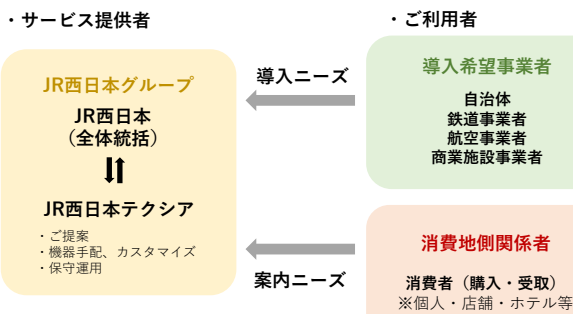 ・サービス提供者
JR西日本グループ
JR西日本
（全体統括）
JR西日本テクシア
・ご提案
・機器手配、カスタマイズ
・保守運用
導入ニーズ
案内ニーズ
・ご利用者
導入希望事業者
自治体
鉄道事業者
航空事業者
商業施設事業者
消費地側関係者
消費者（購入・受取）
※個人・店舗・ホテル等